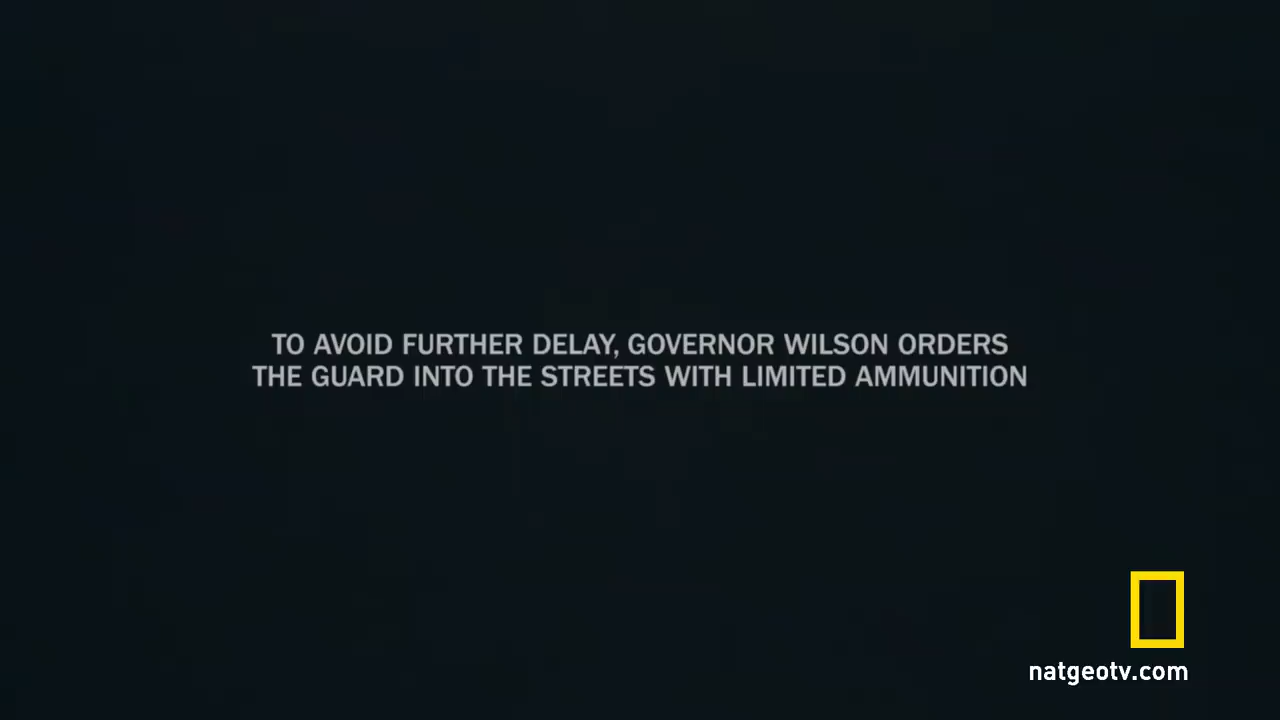 TO AVOID FURTHER DELAY, GOVERNOR WILSON ORDERS
THE GUARD INTO THE STREETS WITH LIMITED AMMUNITION
natgeotv.com